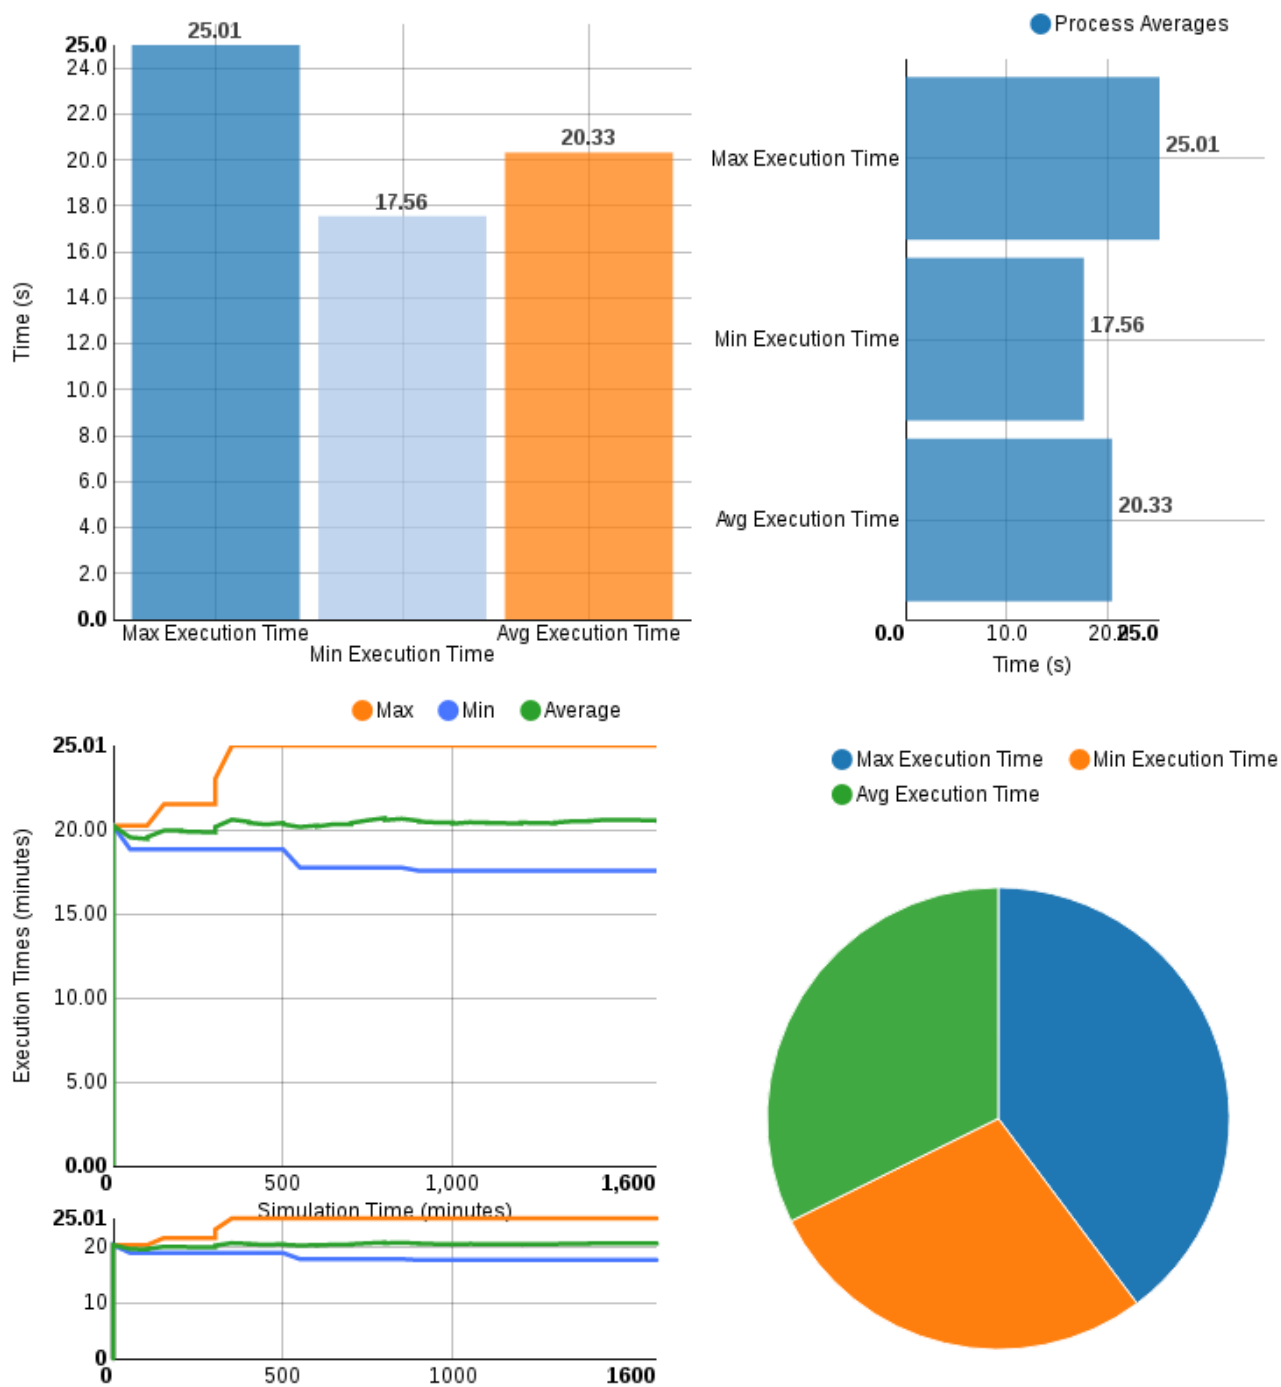 25.01
25.0
24.0
22.0
20.0
18.0
16.0
14.0
12.0
10.0
8.0
6.0
4.0
2.0
0.0
20.33
17.56
Time (s)
Max Execution Time
Min Execution Time
Avg Execution Time
Process Averages
Max Execution Time
25.01
Min Execution Time
17.56
Avg Execution Time
20.33
0.0 10.0 20.0 25.0
Time (s)
Max Min Average
25.01
20.00
15.00
10.00
5.00
0.00
Execution Times (minutes)
0 500 1,000 1,600
Simulation Time (minutes)
25.01
20
10
0
0 500 1000 1600
Max Execution Time Min Execution Time
Avg Execution Time